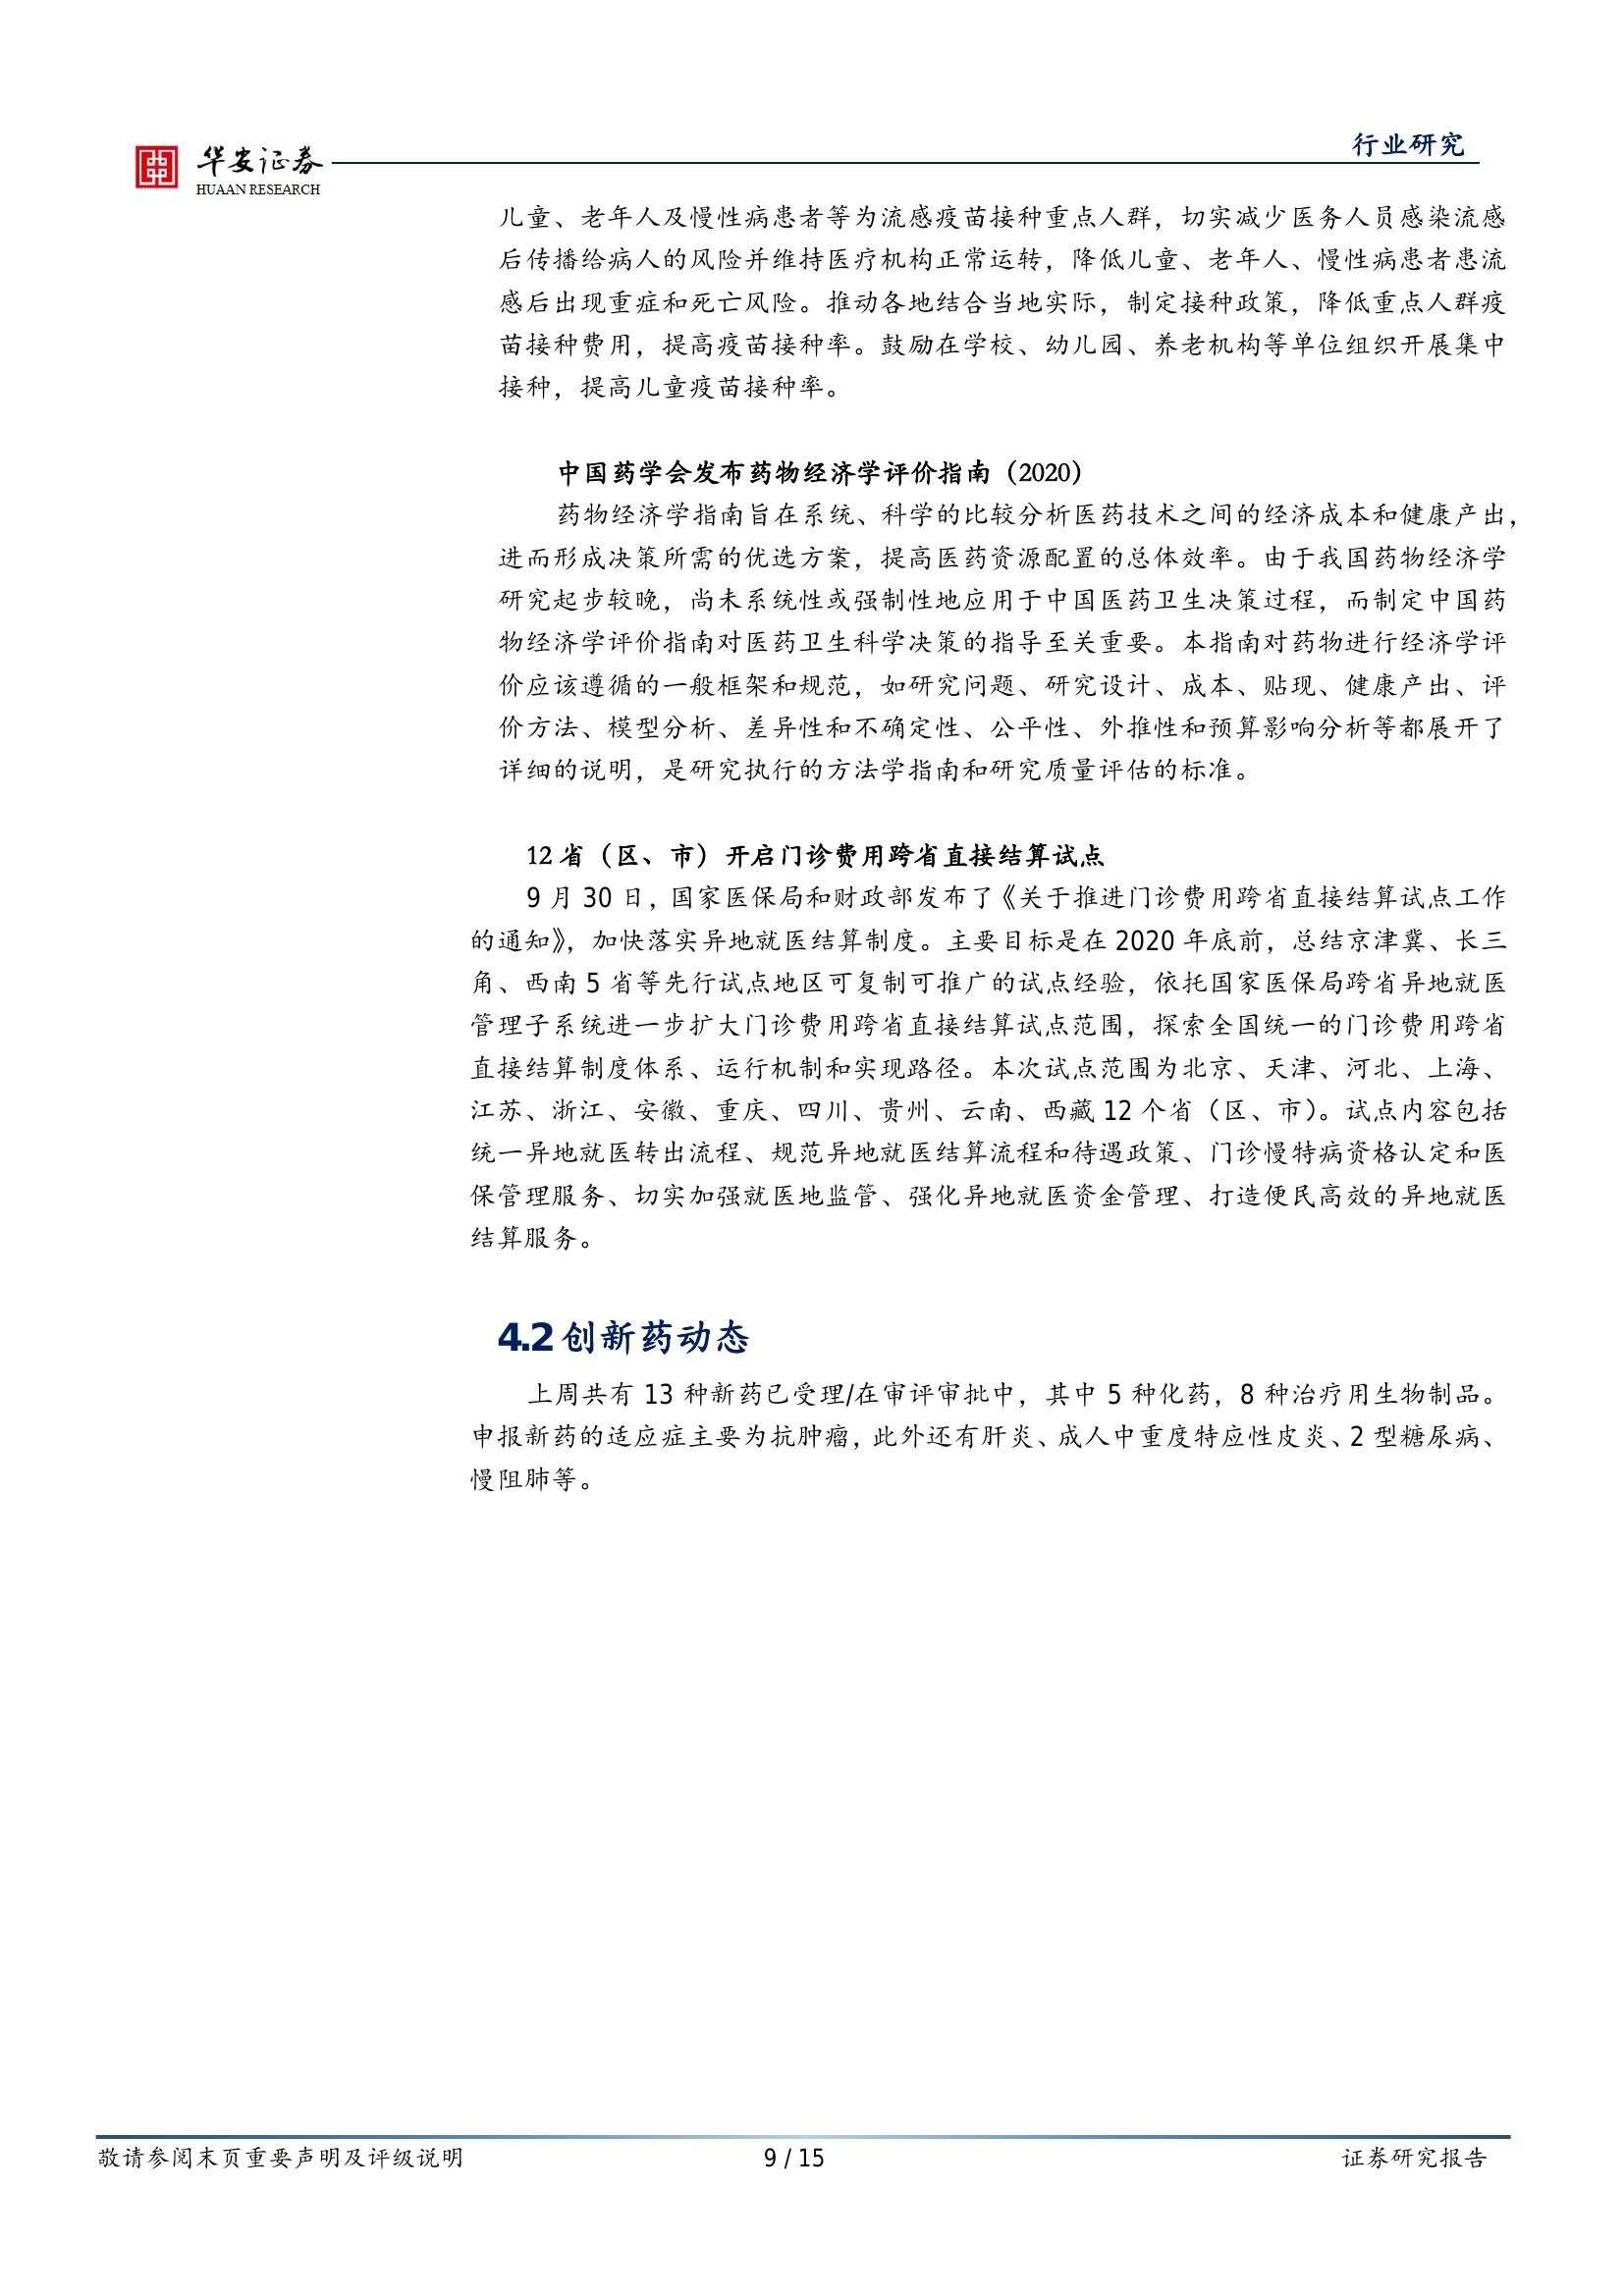 华安证券
HUAAN RESEARCH
行业研究
儿童、老年人及慢性病患者等为流感疫苗接种重点人群，切实减少医务人员感染流感
后传播给病人的风险并维持医疗机构正常运转，降低儿童、老年人、慢性病患者患流
感后出现重症和死亡风险。推动各地结合当地实际，制定接种政策，降低重点人群疫
苗接种费用，提高疫苗接种率。鼓励在学校、幼儿园、养老机构等单位组织开展集中
接种，提高儿童疫苗接种率。
中国药学会发布药物经济学评价指南（2020）
药物经济学指南旨在系统、科学的比较分析医药技术之间的经济成本和健康产出，
进而形成决策所需的优选方案，提高医药资源配置的总体效率。由于我国药物经济学
研究起步较晚，尚未系统性或强制性地应用于中国医药卫生决策过程，而制定中国药
物经济学评价指南对医药卫生科学决策的指导至关重要。本指南对药物进行经济学评
价应该遵循的一般框架和规范，如研究问题、研究设计、成本、贴现、健康产出、评
价方法、模型分析、差异性和不确定性、公平性、外推性和预算影响分析等都展开了
详细的说明，是研究执行的方法学指南和研究质量评估的标准。
12 省（区、市）开启门诊费用跨省直接结算试点
9 月 30 日，国家医保局和财政部发布了《关于推进门诊费用跨省直接结算试点工作
的通知》，加快落实异地就医结算制度。主要目标是在 2020 年底前，总结京津冀、长三
角、西南 5 省等先行试点地区可复制可推广的试点经验，依托国家医保局跨省异地就医
管理子系统进一步扩大门诊费用跨省直接结算试点范围，探索全国统一的门诊费用跨省
直接结算制度体系、运行机制和实现路径。本次试点范围为北京、天津、河北、上海、
江苏、浙江、安徽、重庆、四川、贵州、云南、西藏 12 个省（区、市）。试点内容包括
统一异地就医转出流程、规范异地就医结算流程和待遇政策、门诊慢特病资格认定和医
保管理服务、切实加强就医地监管、强化异地就医资金管理、打造便民高效的异地就医
结算服务。
4.2 创新药动态
上周共有 13 种新药已受理/在审评审批中，其中 5 种化药，8 种治疗用生物制品。
申报新药的适应症主要为抗肿瘤，此外还有肝炎、成人中重度特应性皮炎、2 型糖尿病、
慢阻肺等。
敬请参阅末页重要声明及评级说明
9 / 15
证券研究报告